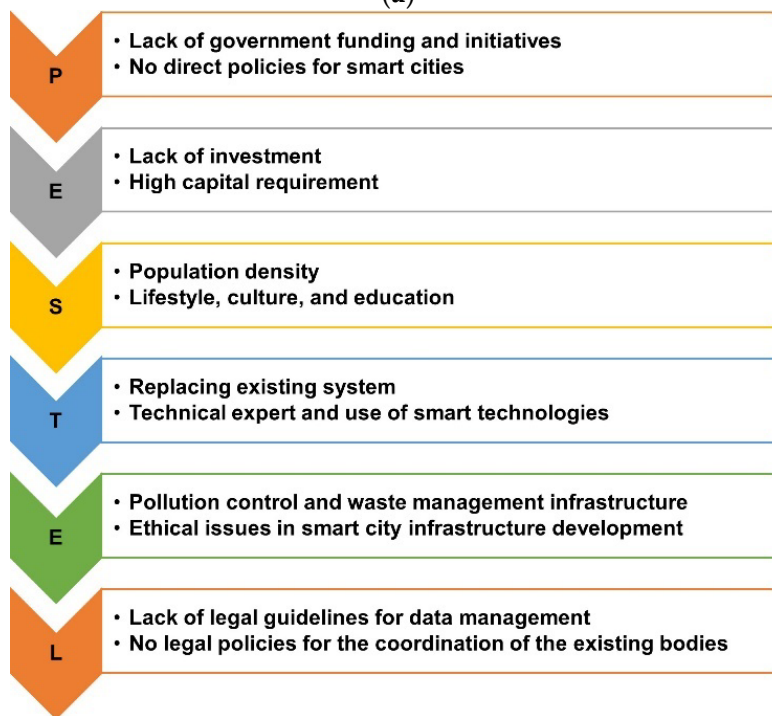 (a)
P
• Lack of government funding and initiatives
• No direct policies for smart cities
E
• Lack of investment
• High capital requirement
S
• Population density
• Lifestyle, culture, and education
T
• Replacing existing system
• Technical expert and use of smart technologies
E
• Pollution control and waste management infrastructure
• Ethical issues in smart city infrastructure development
L
• Lack of legal guidelines for data management
• No legal policies for the coordination of the existing bodies